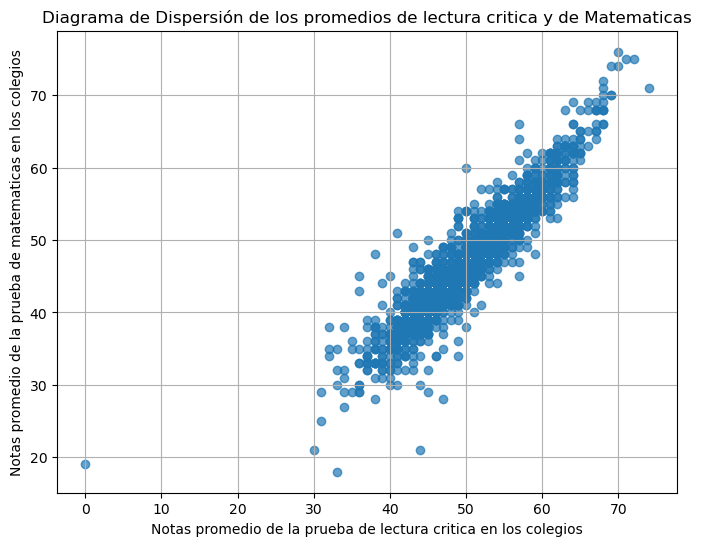 Diagrama de Dispersión de los promedios de lectura critica y de Matematicas
Notas promedio de la prueba de matematicas en los colegios
70
60
50
40
30
20
0 10 20 30 40 50 60 70
Notas promedio de la prueba de lectura critica en los colegios